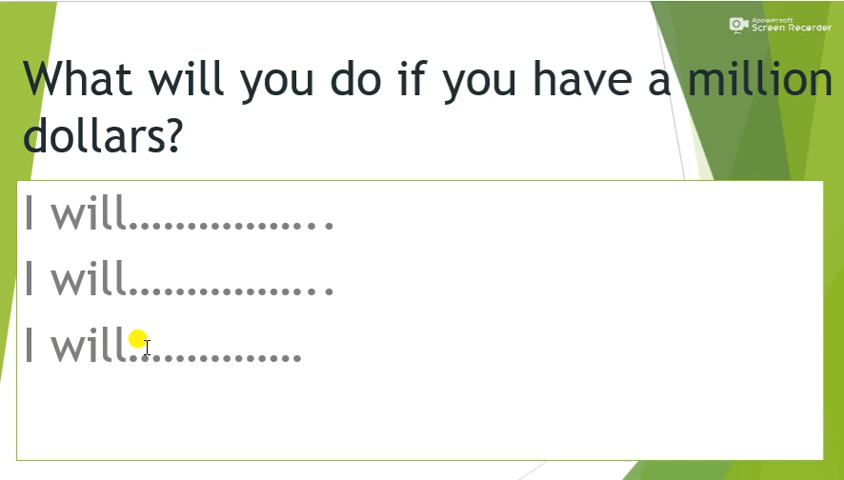 Apowersoft
Screen Recorder
What will you do if you have a million
dollars?
I will.................. . .
I will.................. . .
I will..................